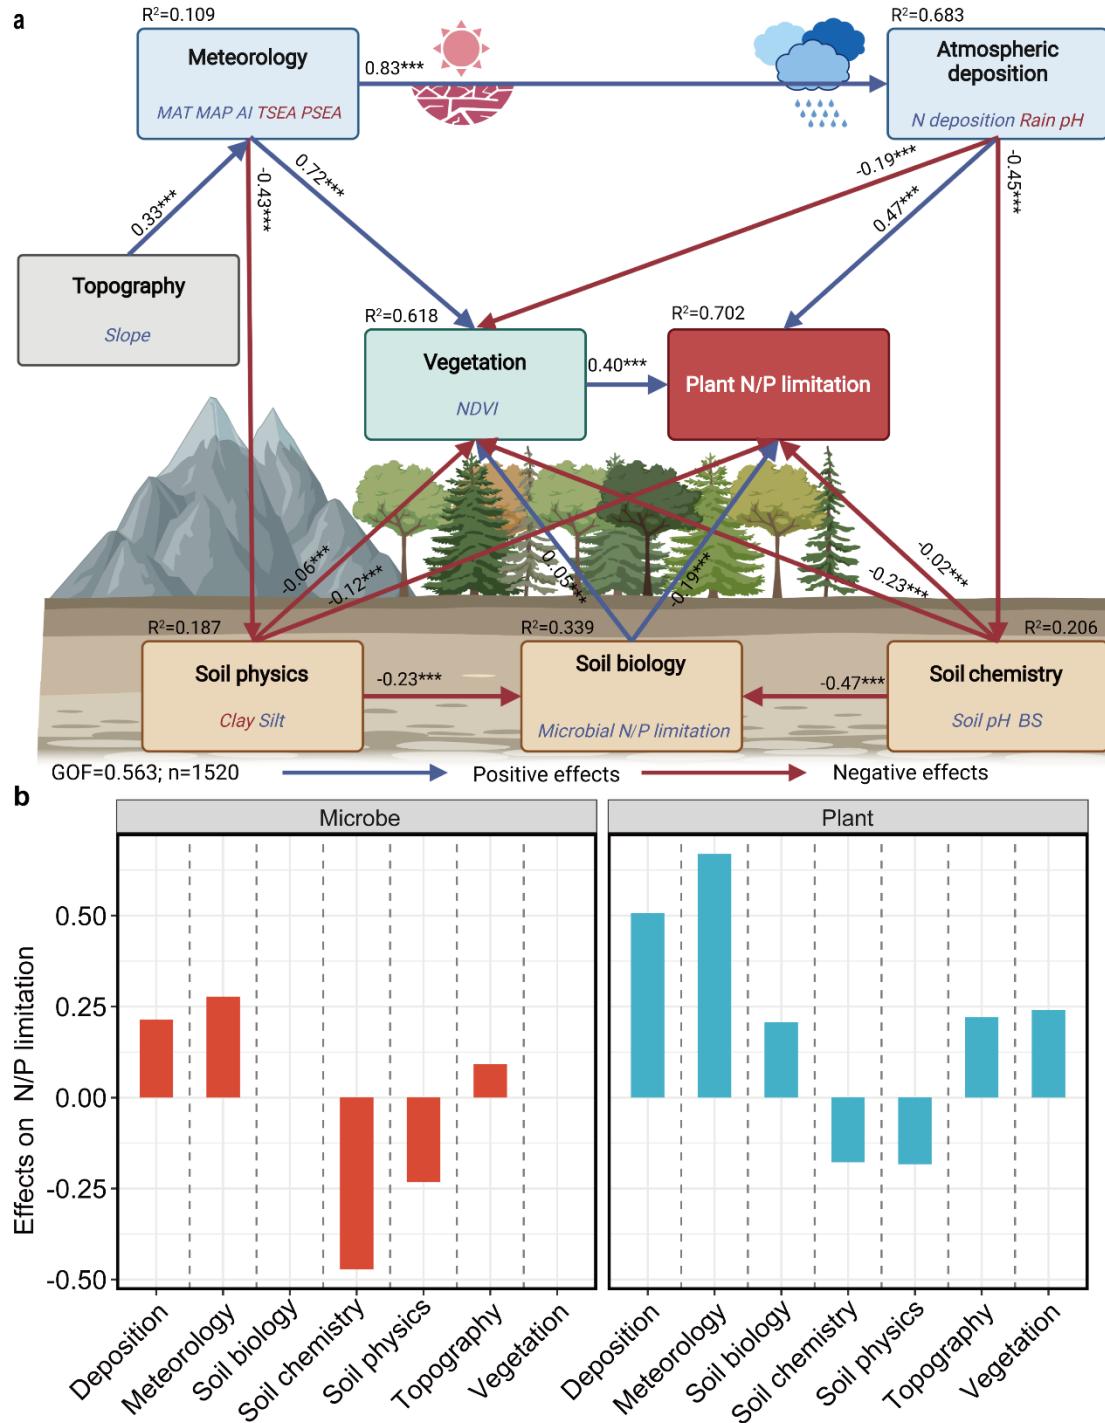 a
R²=0.109
R²=0.683
Meteorology
MAT MAP AI TSEA PSEA
0.83***
Atmospheric
deposition
N deposition Rain pH
0.33***
-0.43***
0.72***
-0.19***
0.47***
-0.45***
Topography
Slope
R²=0.618
R²=0.702
Vegetation
NDVI
0.40***
Plant N/P limitation
-0.06***
-0.12***
0.05***
-0.19***
-0.23***
-0.02***
R²=0.187
R²=0.339
R²=0.206
Soil physics
Clay Silt
-0.23***
Soil biology
Microbial N/P limitation
-0.47***
Soil chemistry
Soil pH BS
GOF=0.563; n=1520
Positive effects
Negative effects
b
Microbe
Plant
Effects on N/P limitation
0.50
0.25
0.00
-0.25
-0.50
Deposition
Meteorology
Soil biology
Soil chemistry
Soil physics
Topography
Vegetation
Deposition
Meteorology
Soil biology
Soil chemistry
Soil physics
Topography
Vegetation